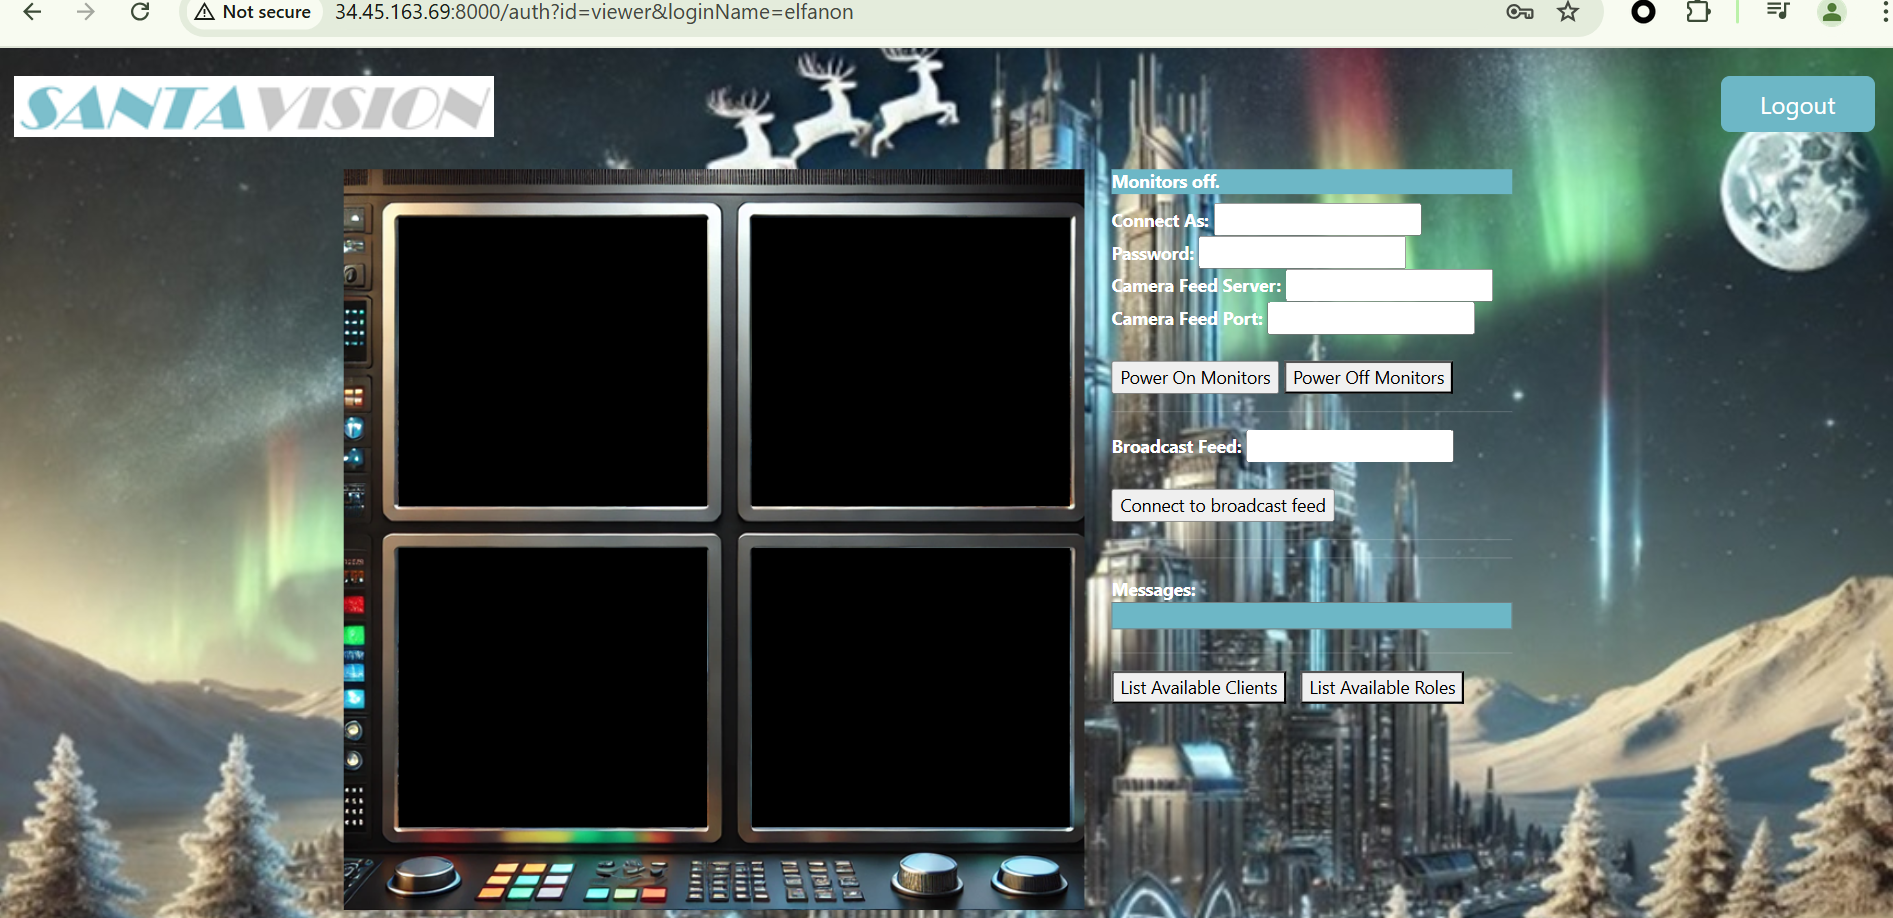 Not secure
34.45.163.69:8000/auth?id=viewer&loginName=elfanon
SANTAVISION
Logout
Monitors off.
Connect As:
Password:
Camera Feed Server:
Camera Feed Port:
Power On Monitors
Power Off Monitors
Broadcast Feed:
Connect to broadcast feed
Messages:
List Available Clients
List Available Roles